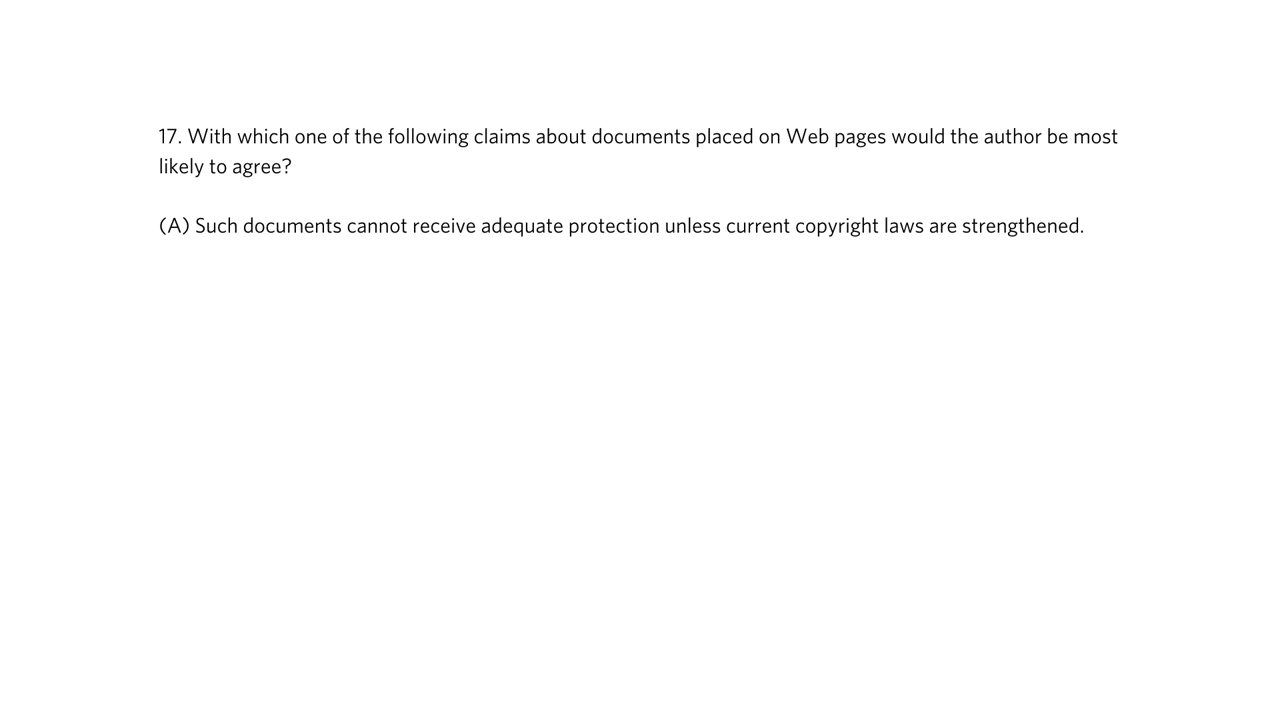 17. With which one of the following claims about documents placed on Web pages would the author be most
likely to agree?
(A) Such documents cannot receive adequate protection unless current copyright laws are strengthened.